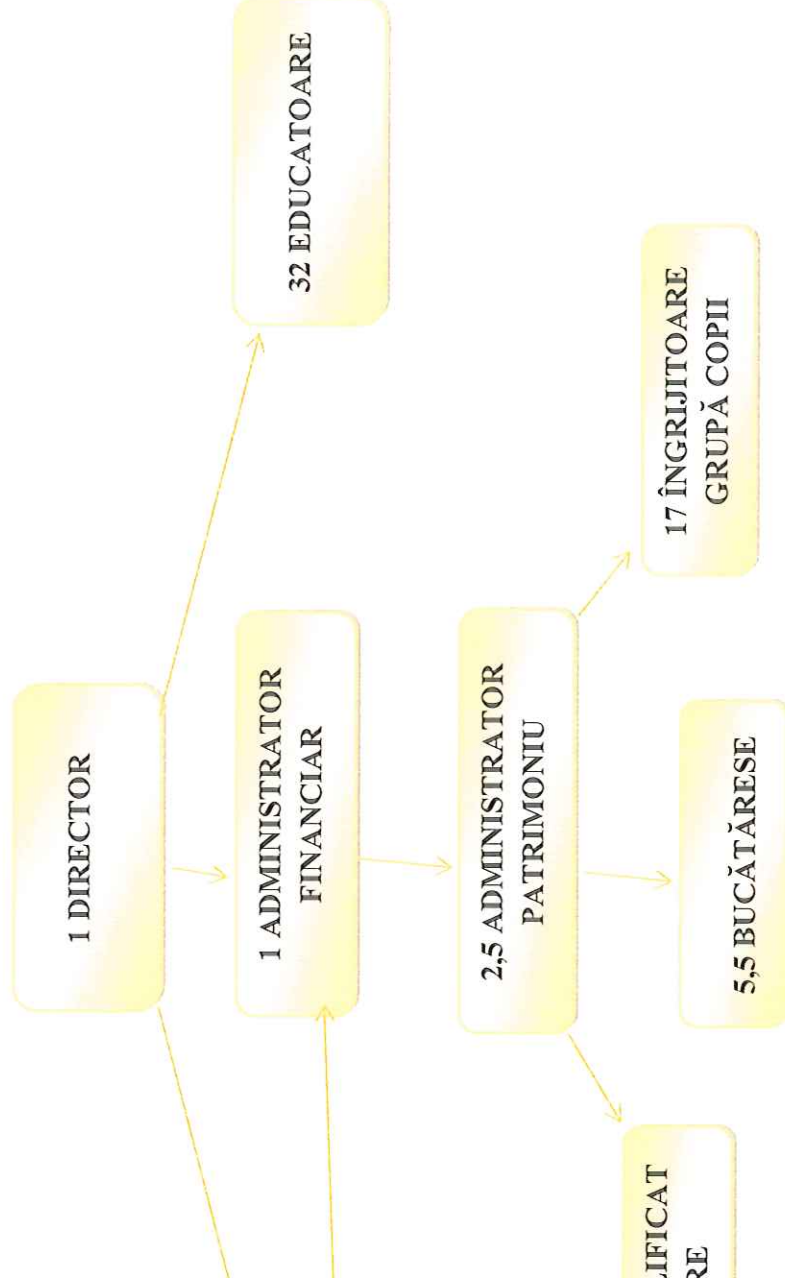 1 DIRECTOR
32 EDUCATOARE
1 ADMINISTRATOR
FINANCIAR
2,5 ADMINISTRATOR
PATRIMONIU
17 ÎNGRIJITOARE
GRUPĂ COPII
5,5 BUCĂTĂRESE